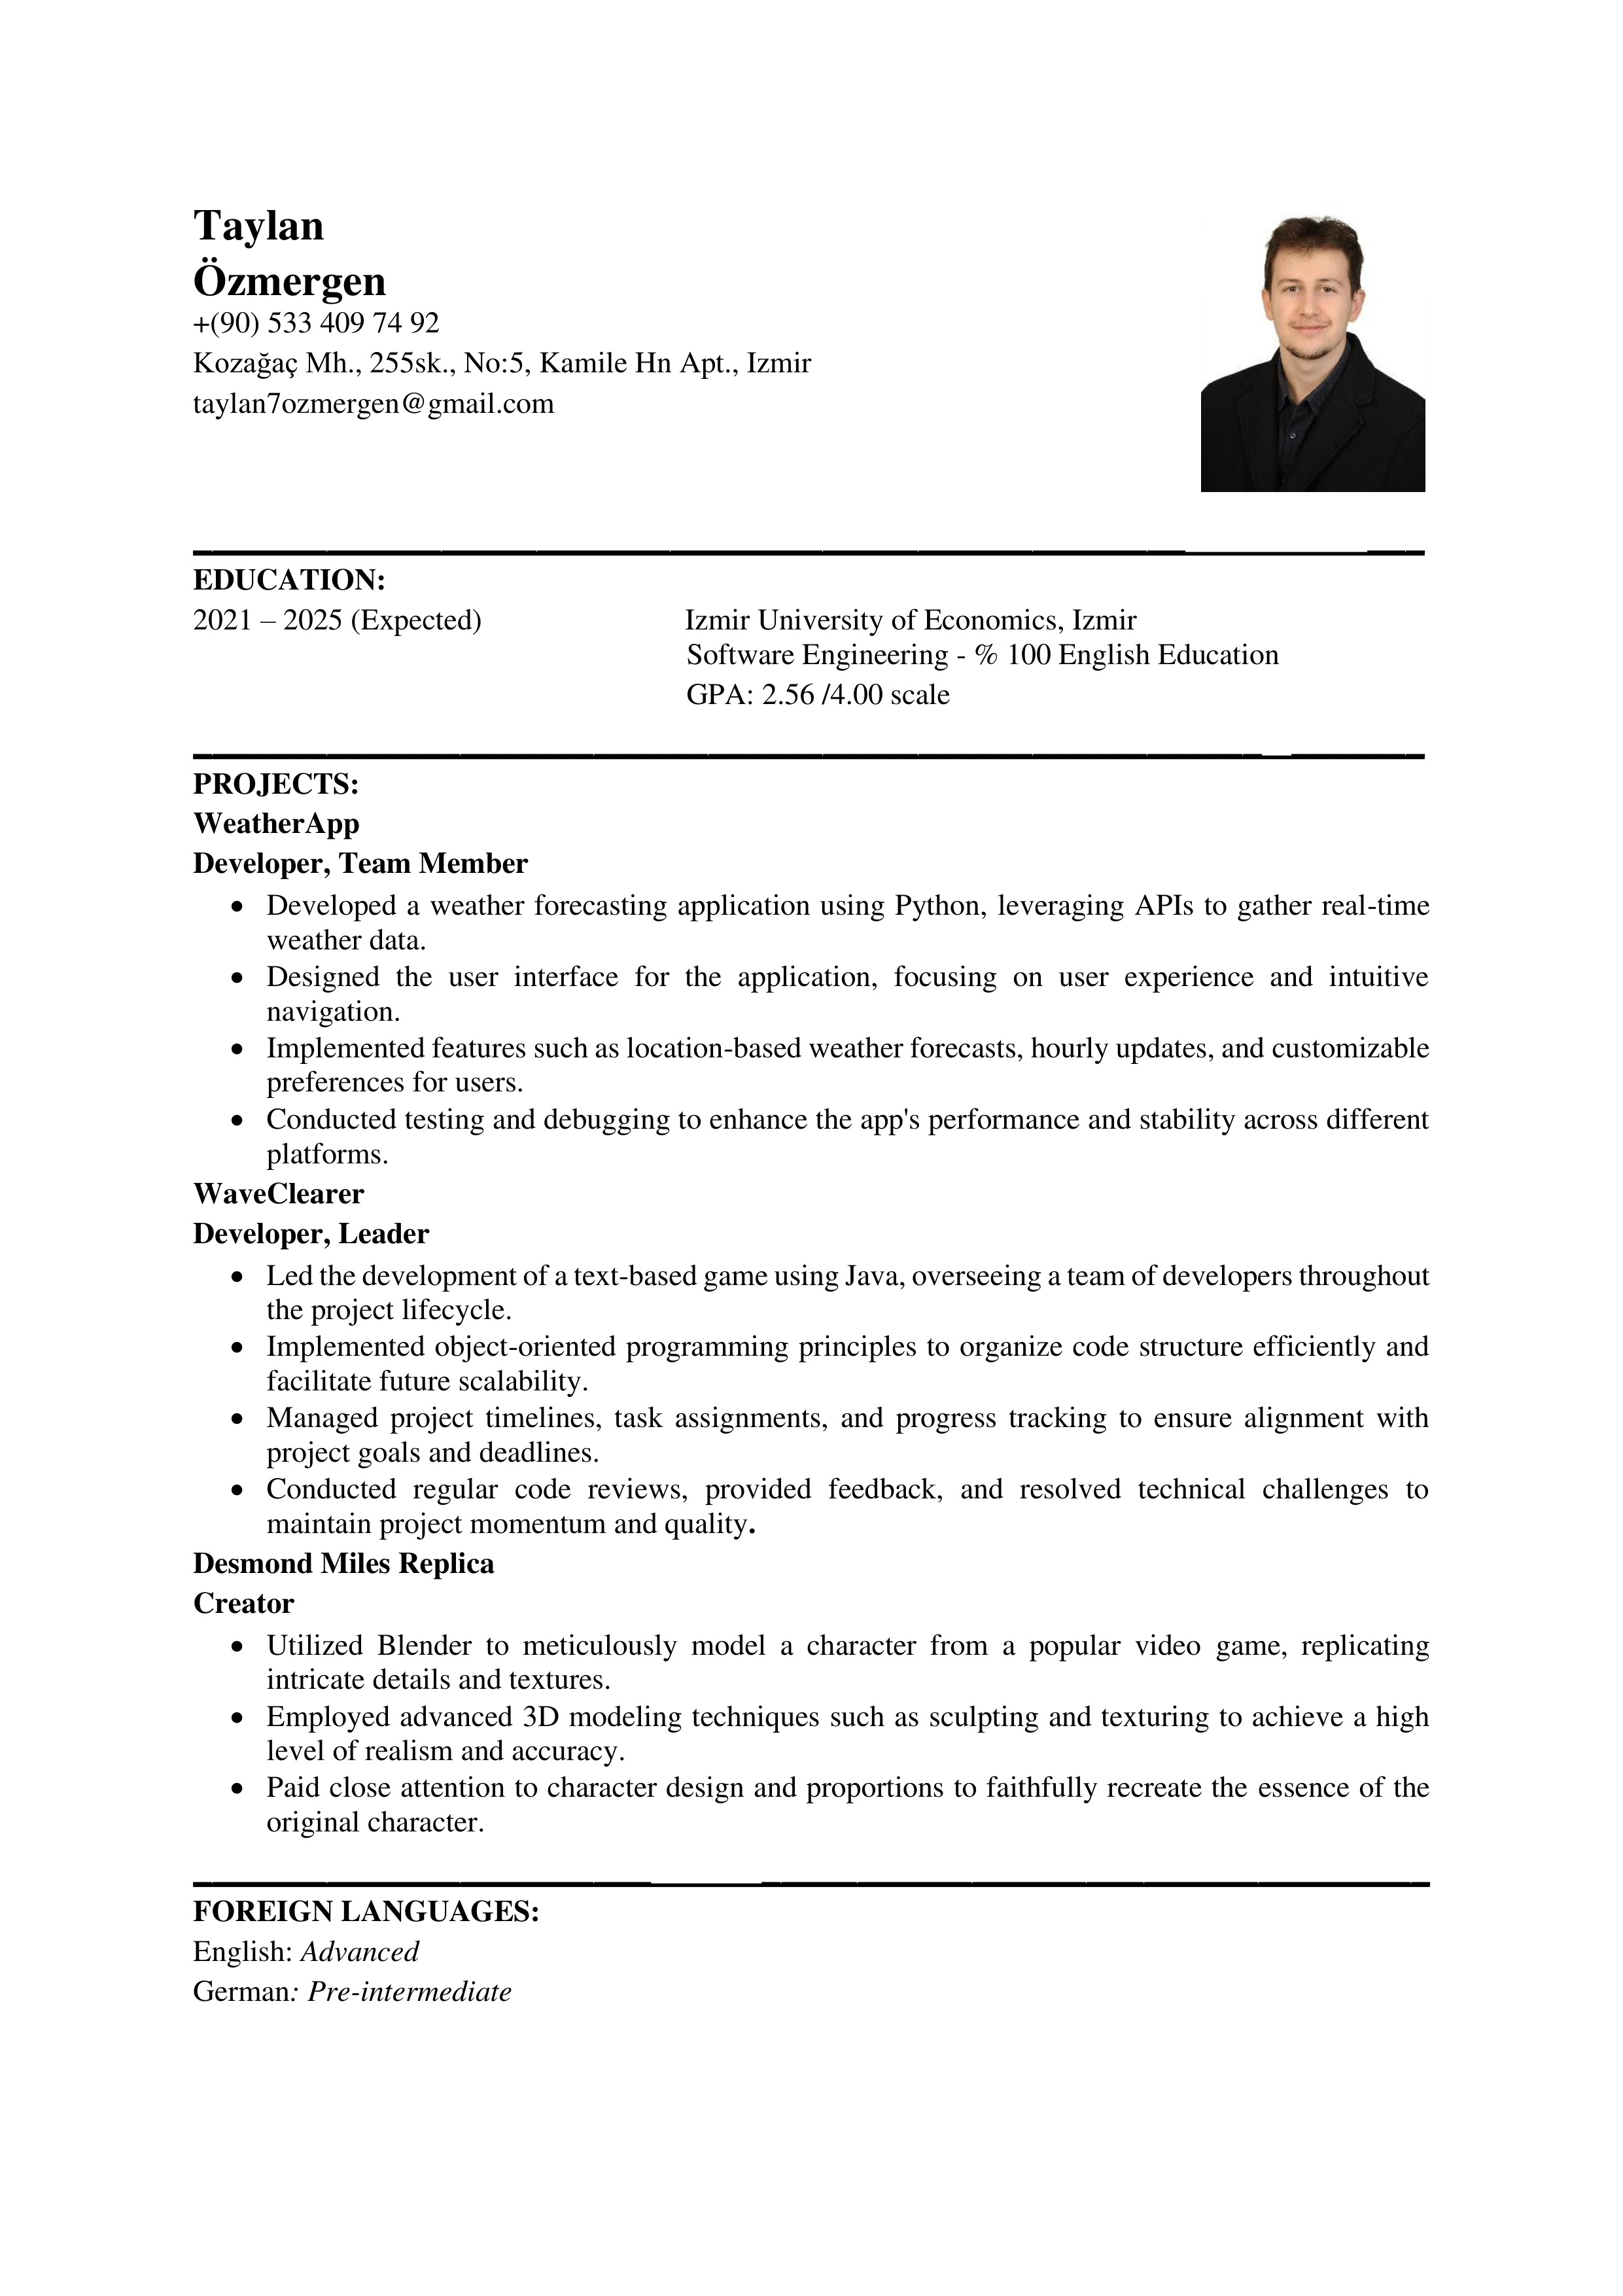 Taylan
Özmergen
+(90) 533 409 74 92
Kozağaç Mh., 255sk., No:5, Kamile Hn Apt., Izmir
taylan7ozmergen@gmail.com
EDUCATION:
2021 – 2025 (Expected) Izmir University of Economics, Izmir
Software Engineering - % 100 English Education
GPA: 2.56 /4.00 scale
PROJECTS:
WeatherApp
Developer, Team Member
• Developed a weather forecasting application using Python, leveraging APIs to gather real-time
weather data.
• Designed the user interface for the application, focusing on user experience and intuitive
navigation.
• Implemented features such as location-based weather forecasts, hourly updates, and customizable
preferences for users.
• Conducted testing and debugging to enhance the app's performance and stability across different
platforms.
WaveClearer
Developer, Leader
• Led the development of a text-based game using Java, overseeing a team of developers throughout
the project lifecycle.
• Implemented object-oriented programming principles to organize code structure efficiently and
facilitate future scalability.
• Managed project timelines, task assignments, and progress tracking to ensure alignment with
project goals and deadlines.
• Conducted regular code reviews, provided feedback, and resolved technical challenges to
maintain project momentum and quality.
Desmond Miles Replica
Creator
• Utilized Blender to meticulously model a character from a popular video game, replicating
intricate details and textures.
• Employed advanced 3D modeling techniques such as sculpting and texturing to achieve a high
level of realism and accuracy.
• Paid close attention to character design and proportions to faithfully recreate the essence of the
original character.
FOREIGN LANGUAGES:
English: Advanced
German: Pre-intermediate